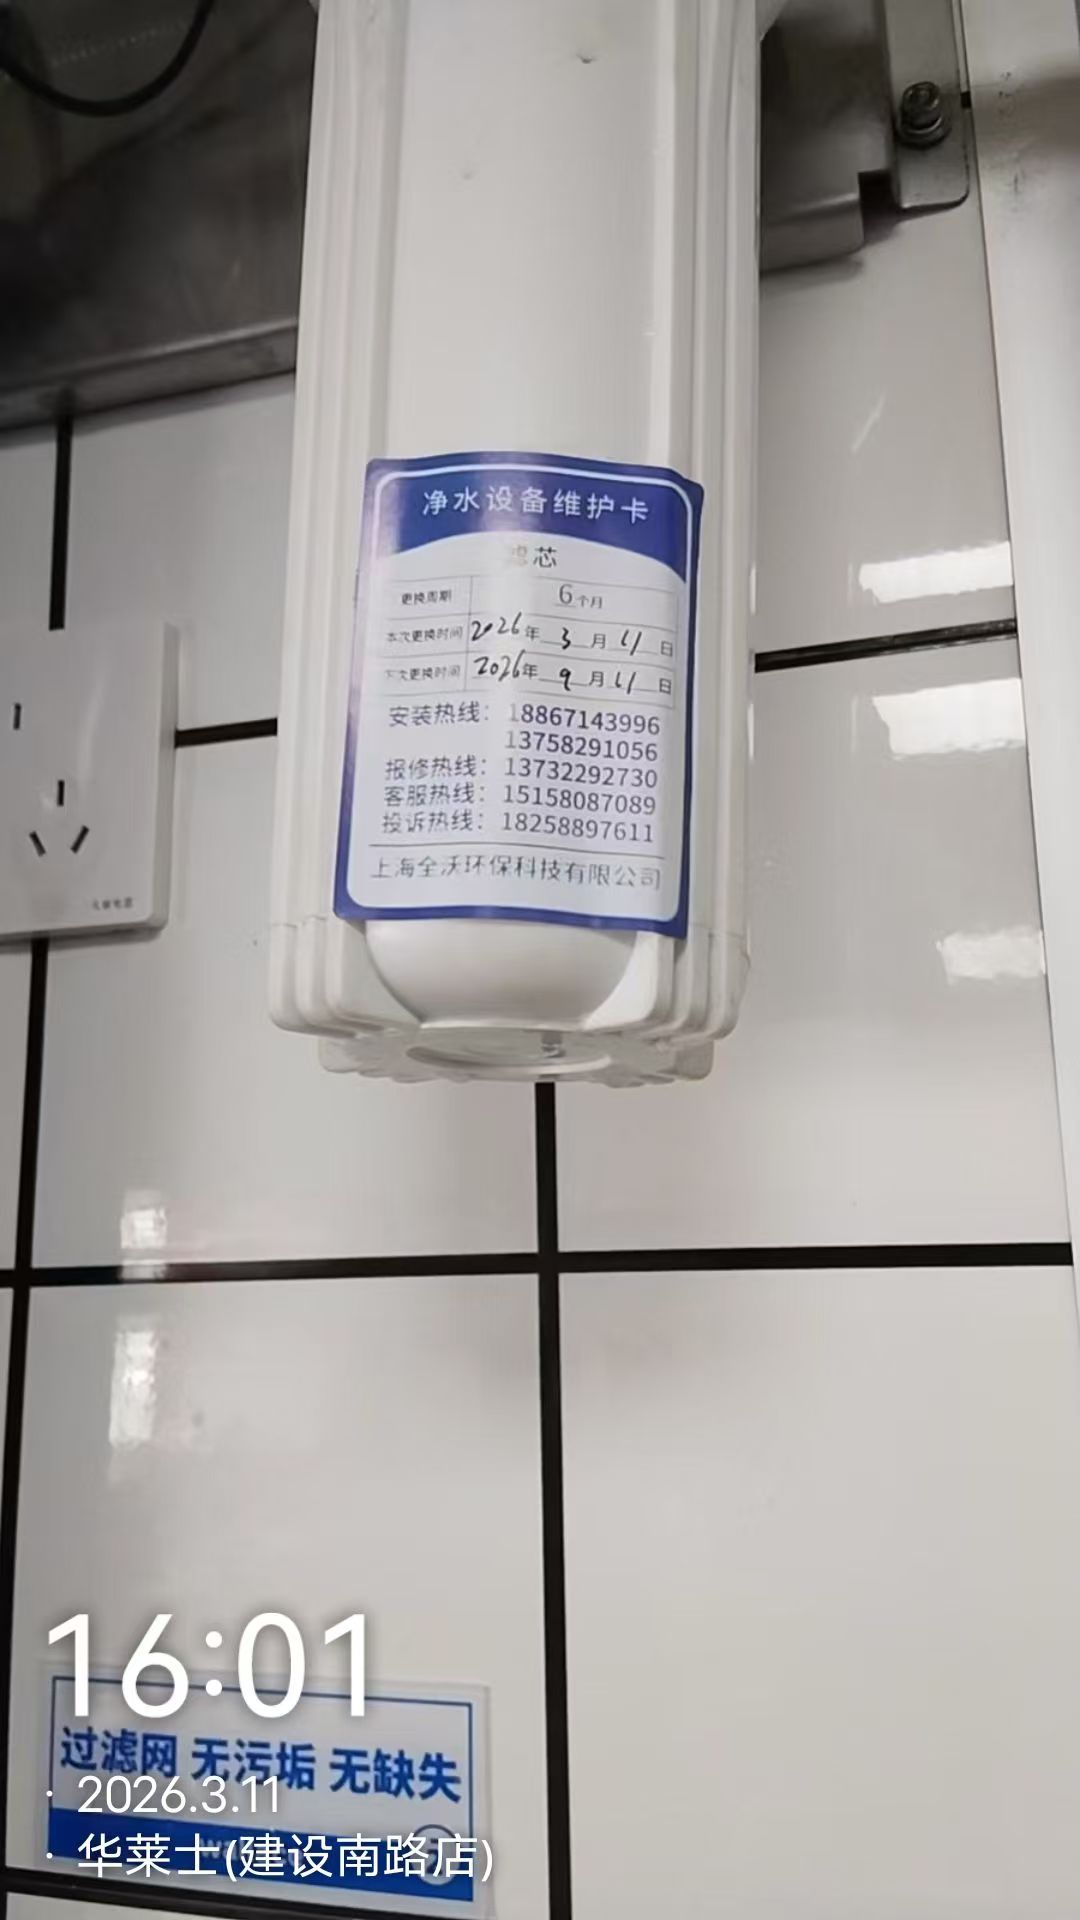 净水设备维护卡
滤芯
更换周期 6个月
本次更换时间 2026年3月11日
下次更换时间 2026年9月11日
安装热线：18867143996
13758291056
报修热线：13732292730
客服热线：15158087089
投诉热线：18258897611
上海全沃环保科技有限公司
16:01
过滤网 无污垢 无缺失
· 2026.3.11
· 华莱士(建设南路店)